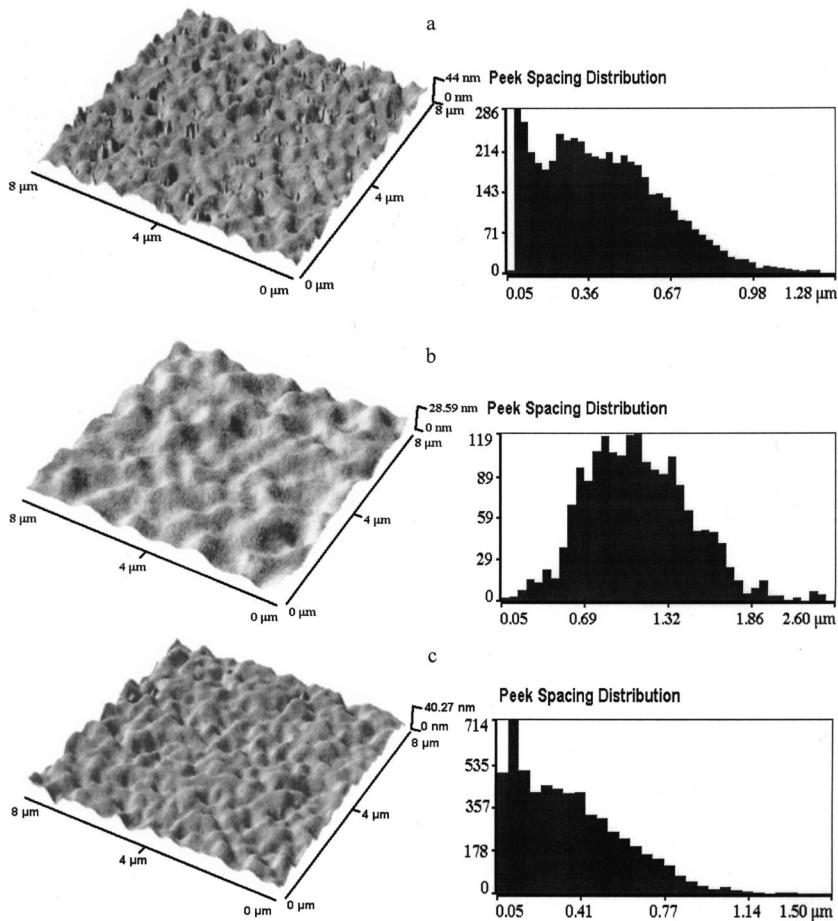 a
44 nm
0 nm
8 µm
4 µm
0 µm
8 µm
4 µm
0 µm
Peek Spacing Distribution
286
214
143
71
0
0.05 0.36 0.67 0.98 1.28 µm
b
28.59 nm
0 nm
8 µm
4 µm
0 µm
8 µm
4 µm
0 µm
Peek Spacing Distribution
119
89
59
29
0
0.05 0.69 1.32 1.86 2.60 µm
c
40.27 nm
0 nm
8 µm
4 µm
0 µm
8 µm
4 µm
0 µm
Peek Spacing Distribution
714
535
357
178
0
0.05 0.41 0.77 1.14 1.50 µm